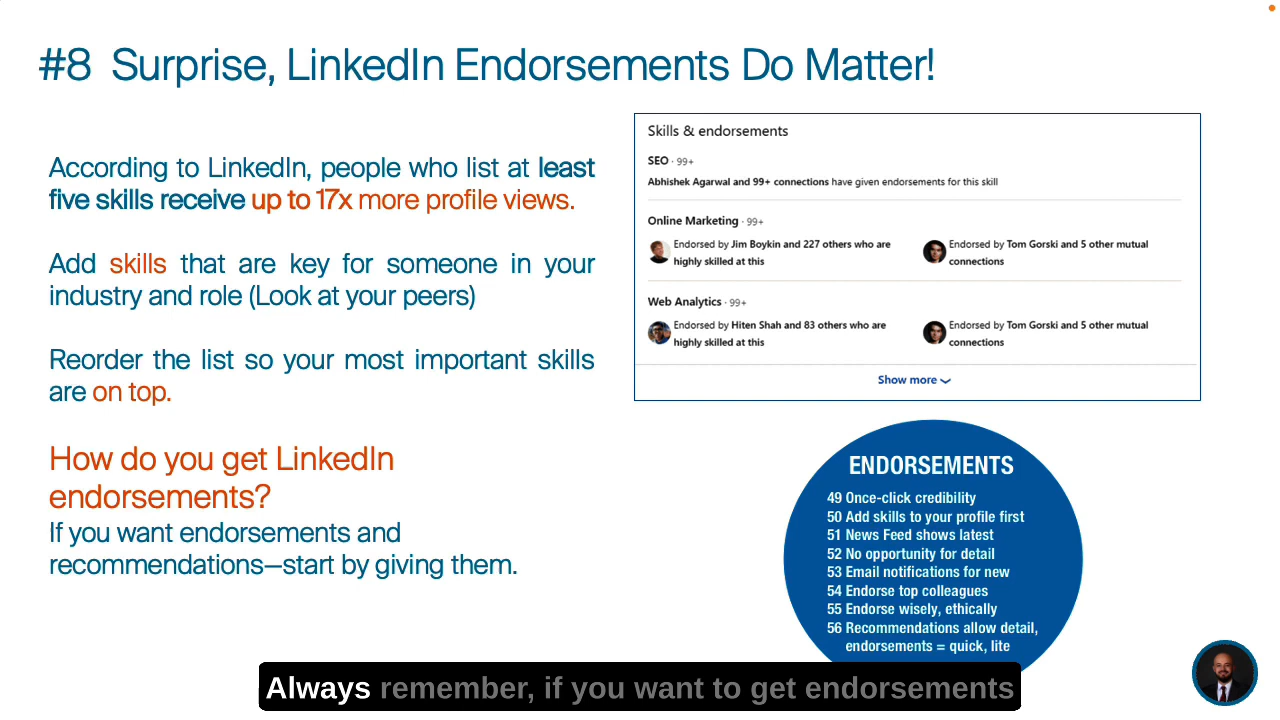 #8 Surprise, LinkedIn Endorsements Do Matter!
According to LinkedIn, people who list at least
five skills receive up to 17x more profile views.
Add skills that are key for someone in your
industry and role (Look at your peers)
Reorder the list so your most important skills
are on top.
How do you get LinkedIn
endorsements?
If you want endorsements and
recommendations—start by giving them.
Skills & endorsements
SEO · 99+
Abhishek Agarwal and 99+ connections have given endorsements for this skill
Online Marketing · 99+
Endorsed by Jim Boykin and 227 others who are
highly skilled at this
Endorsed by Tom Gorski and 5 other mutual
connections
Web Analytics · 99+
Endorsed by Hiten Shah and 83 others who are
highly skilled at this
Endorsed by Tom Gorski and 5 other mutual
connections
Show more
ENDORSEMENTS
49 Once-click credibility
50 Add skills to your profile first
51 News Feed shows latest
52 No opportunity for detail
53 Email notifications for new
54 Endorse top colleagues
55 Endorse wisely, ethically
56 Recommendations allow detail,
endorsements = quick, lite
Always remember, if you want to get endorsements